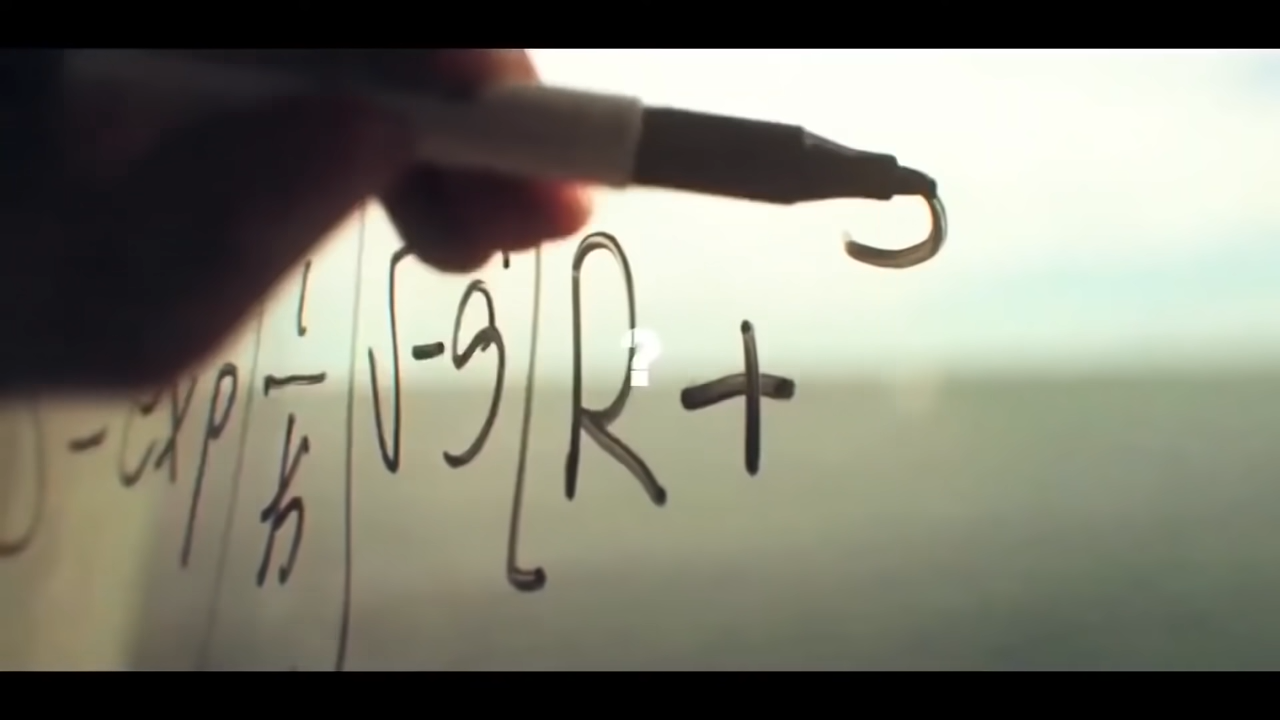 - exp ∫ i/ħ ∫ √-g [ R +
?